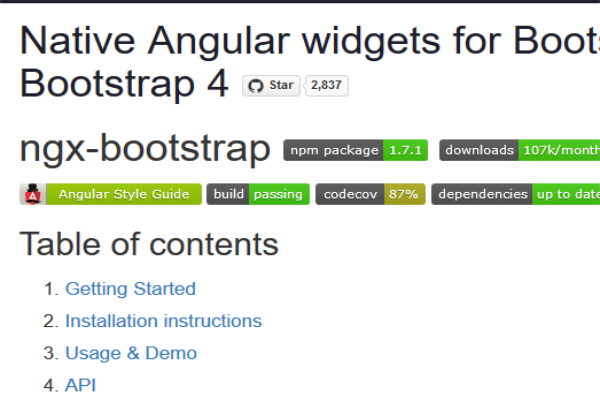 Native Angular widgets for
Bootstrap 4 Star 2,837
ngx-bootstrap npm package 1.7.1 downloads 107k/month
Angular Style Guide build passing codecov 87% dependencies up to date
Table of contents
1. Getting Started
2. Installation instructions
3. Usage & Demo
4. API